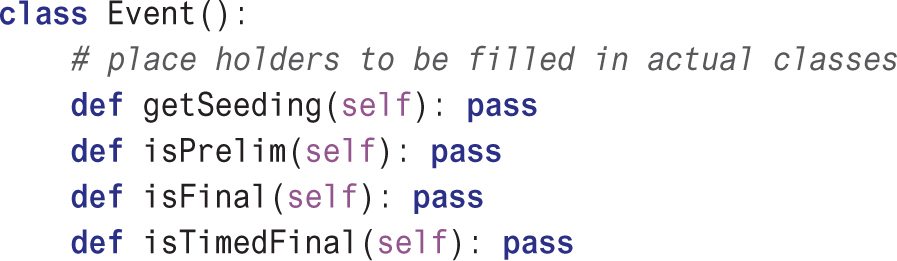 class Event():
    # place holders to be filled in actual classes
    def getSeeding(self): pass
    def isPrelim(self): pass
    def isFinal(self): pass
    def isTimedFinal(self): pass